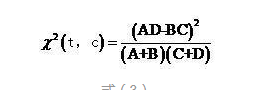 χ²(t, c)=(AD-BC)²/(A+B)(C+D)